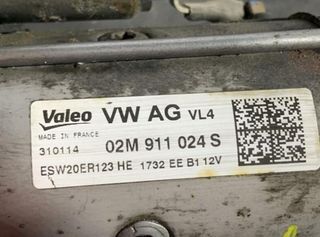 Valeo VW AG VL4
MADE IN FRANCE
310114 02M 911 024 S
ESW20ER123 HE 1732 EE B1 12V